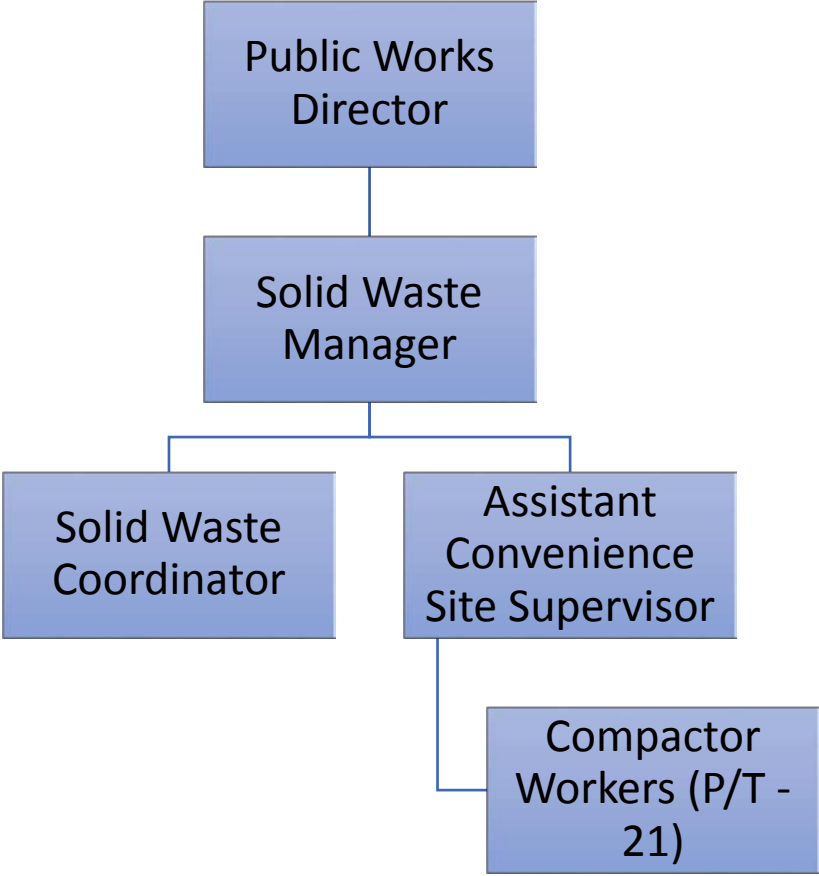 Public Works
Director
Solid Waste
Manager
Solid Waste
Coordinator
Assistant
Convenience
Site Supervisor
Compactor
Workers (P/T -
21)